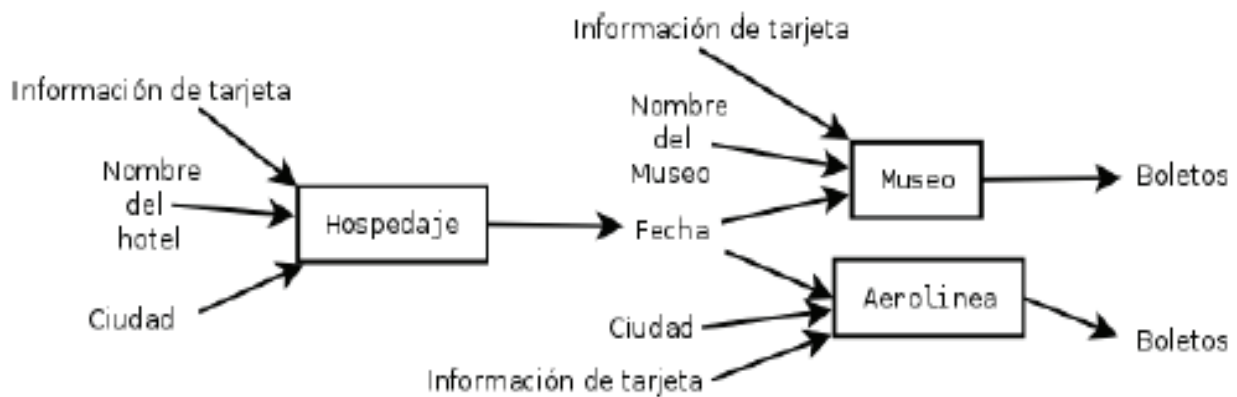 Información de tarjeta
Nombre
del
hotel
Ciudad
Hospedaje
Información de tarjeta
Nombre
del
Museo
Fecha
Museo
Boletos
Ciudad
Información de tarjeta
Aerolinea
Boletos